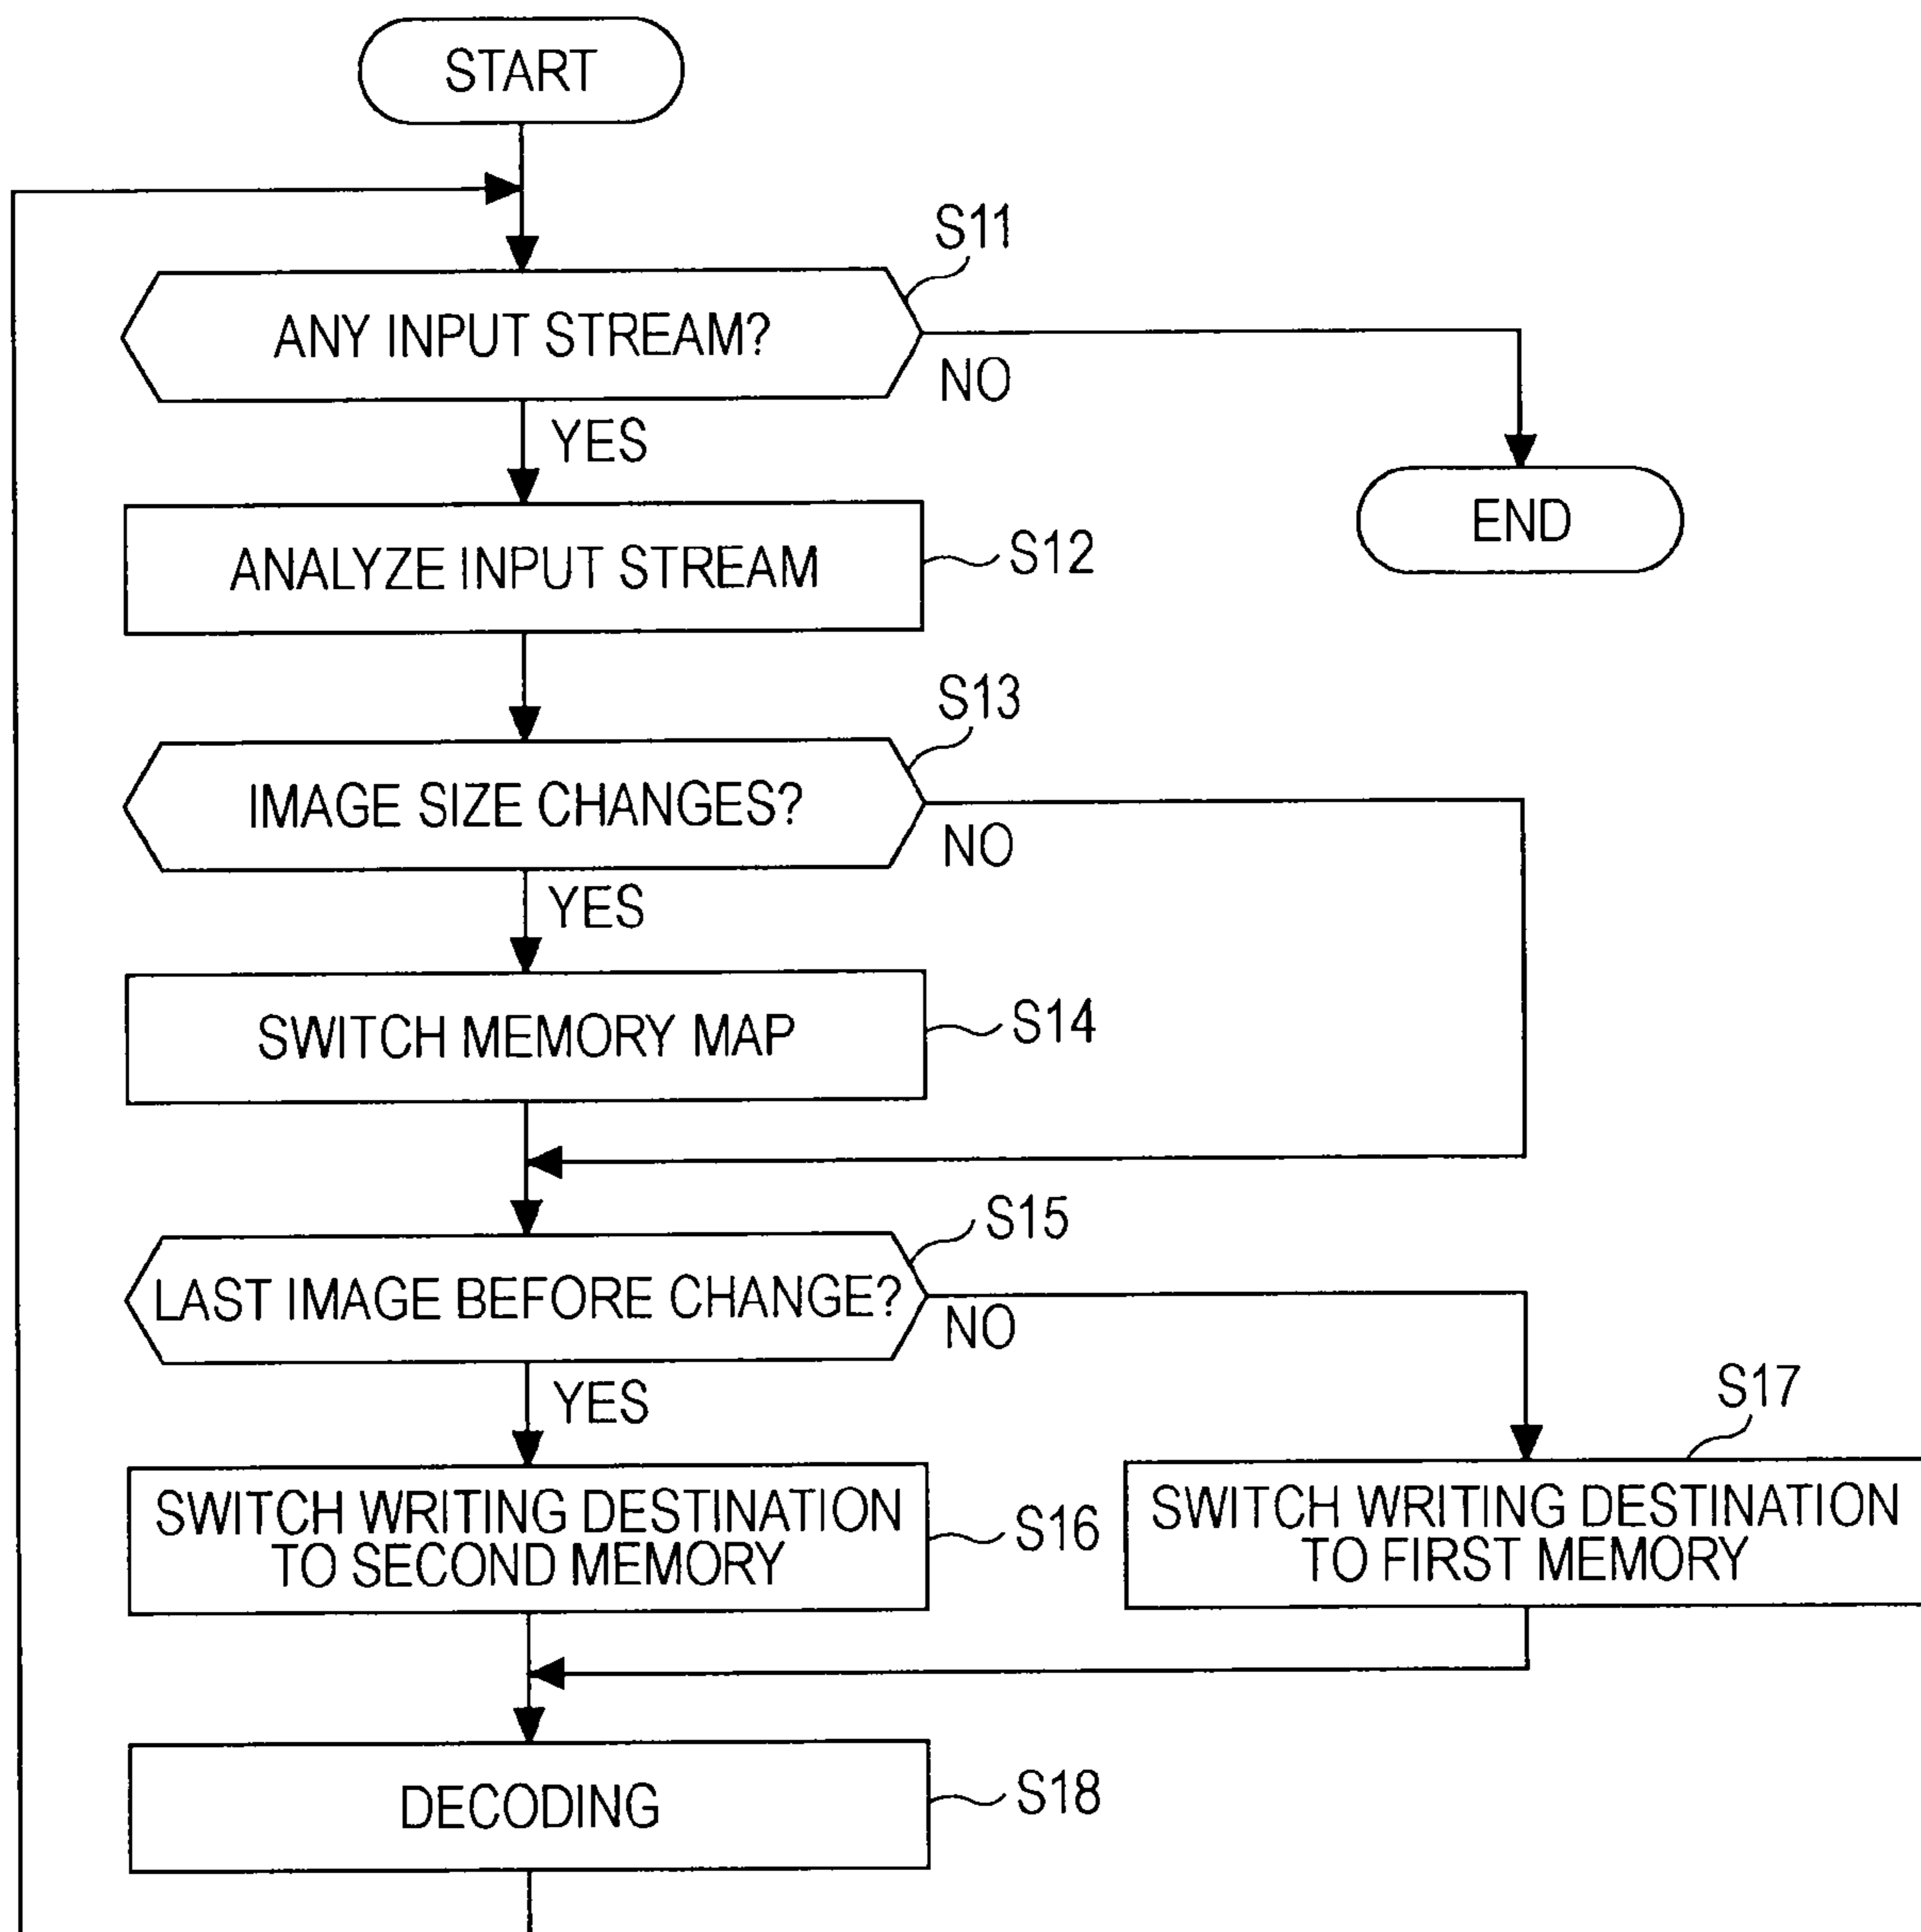 START
S11
ANY INPUT STREAM?
NO
YES
END
ANALYZE INPUT STREAM
S12
S13
IMAGE SIZE CHANGES?
NO
YES
SWITCH MEMORY MAP
S14
S15
LAST IMAGE BEFORE CHANGE?
NO
YES
S17
SWITCH WRITING DESTINATION
TO SECOND MEMORY
S16
SWITCH WRITING DESTINATION
TO FIRST MEMORY
DECODING
S18